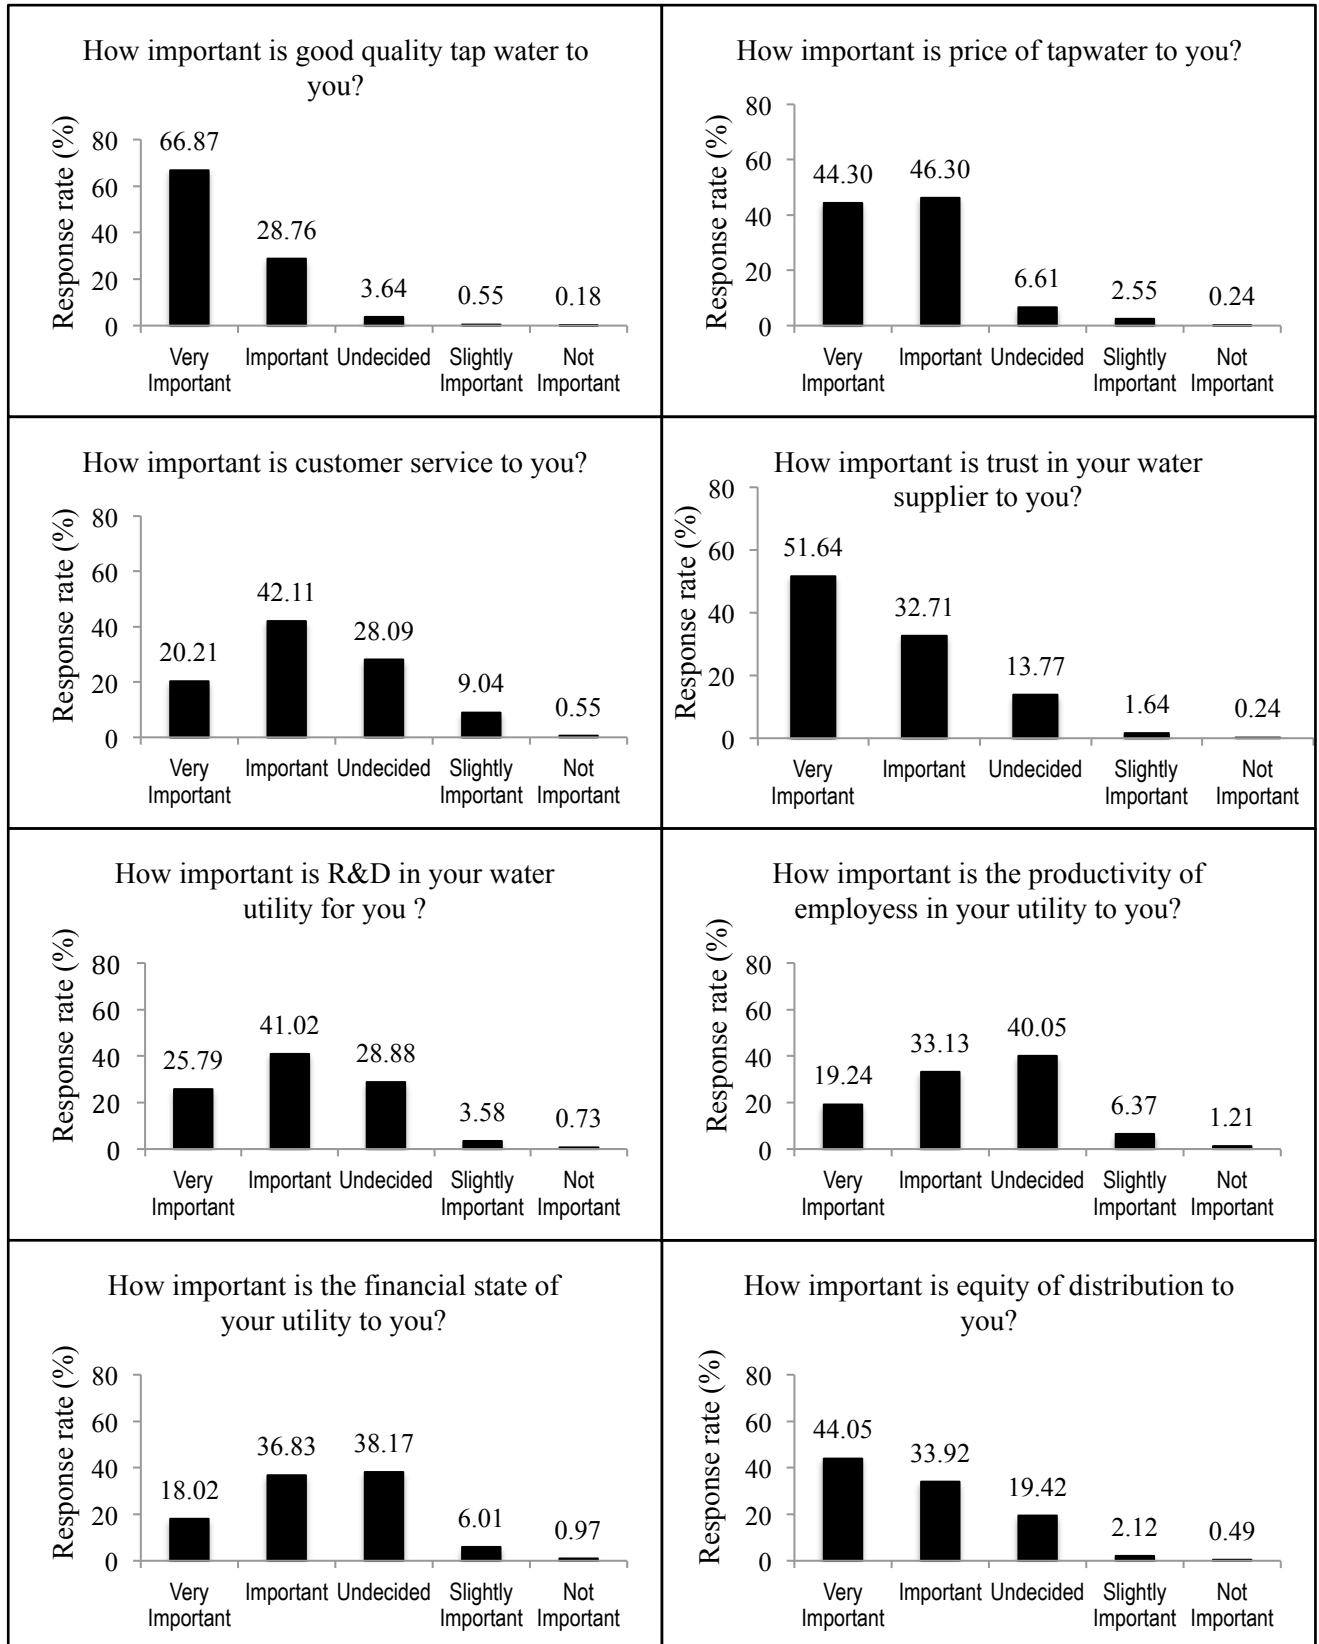 How important is good quality tap water to
you?
Response rate (%)
80
60
40
20
0
66.87
28.76
3.64
0.55
0.18
Very
Important
Important
Undecided
Slightly
Important
Not
Important
How important is price of tapwater to you?
Response rate (%)
80
60
40
20
0
44.30
46.30
6.61
2.55
0.24
Very
Important
Important
Undecided
Slightly
Important
Not
Important
How important is customer service to you?
Response rate (%)
80
60
40
20
0
20.21
42.11
28.09
9.04
0.55
Very
Important
Important
Undecided
Slightly
Important
Not
Important
How important is trust in your water
supplier to you?
Response rate (%)
80
60
40
20
0
51.64
32.71
13.77
1.64
0.24
Very
Important
Important
Undecided
Slightly
Important
Not
Important
How important is R&D in your water
utility for you ?
Response rate (%)
80
60
40
20
0
25.79
41.02
28.88
3.58
0.73
Very
Important
Important
Undecided
Slightly
Important
Not
Important
How important is the productivity of
employess in your utility to you?
Response rate (%)
80
60
40
20
0
19.24
33.13
40.05
6.37
1.21
Very
Important
Important
Undecided
Slightly
Important
Not
Important
How important is the financial state of
your utility to you?
Response rate (%)
80
60
40
20
0
18.02
36.83
38.17
6.01
0.97
Very
Important
Important
Undecided
Slightly
Important
Not
Important
How important is equity of distribution to
you?
Response rate (%)
80
60
40
20
0
44.05
33.92
19.42
2.12
0.49
Very
Important
Important
Undecided
Slightly
Important
Not
Important